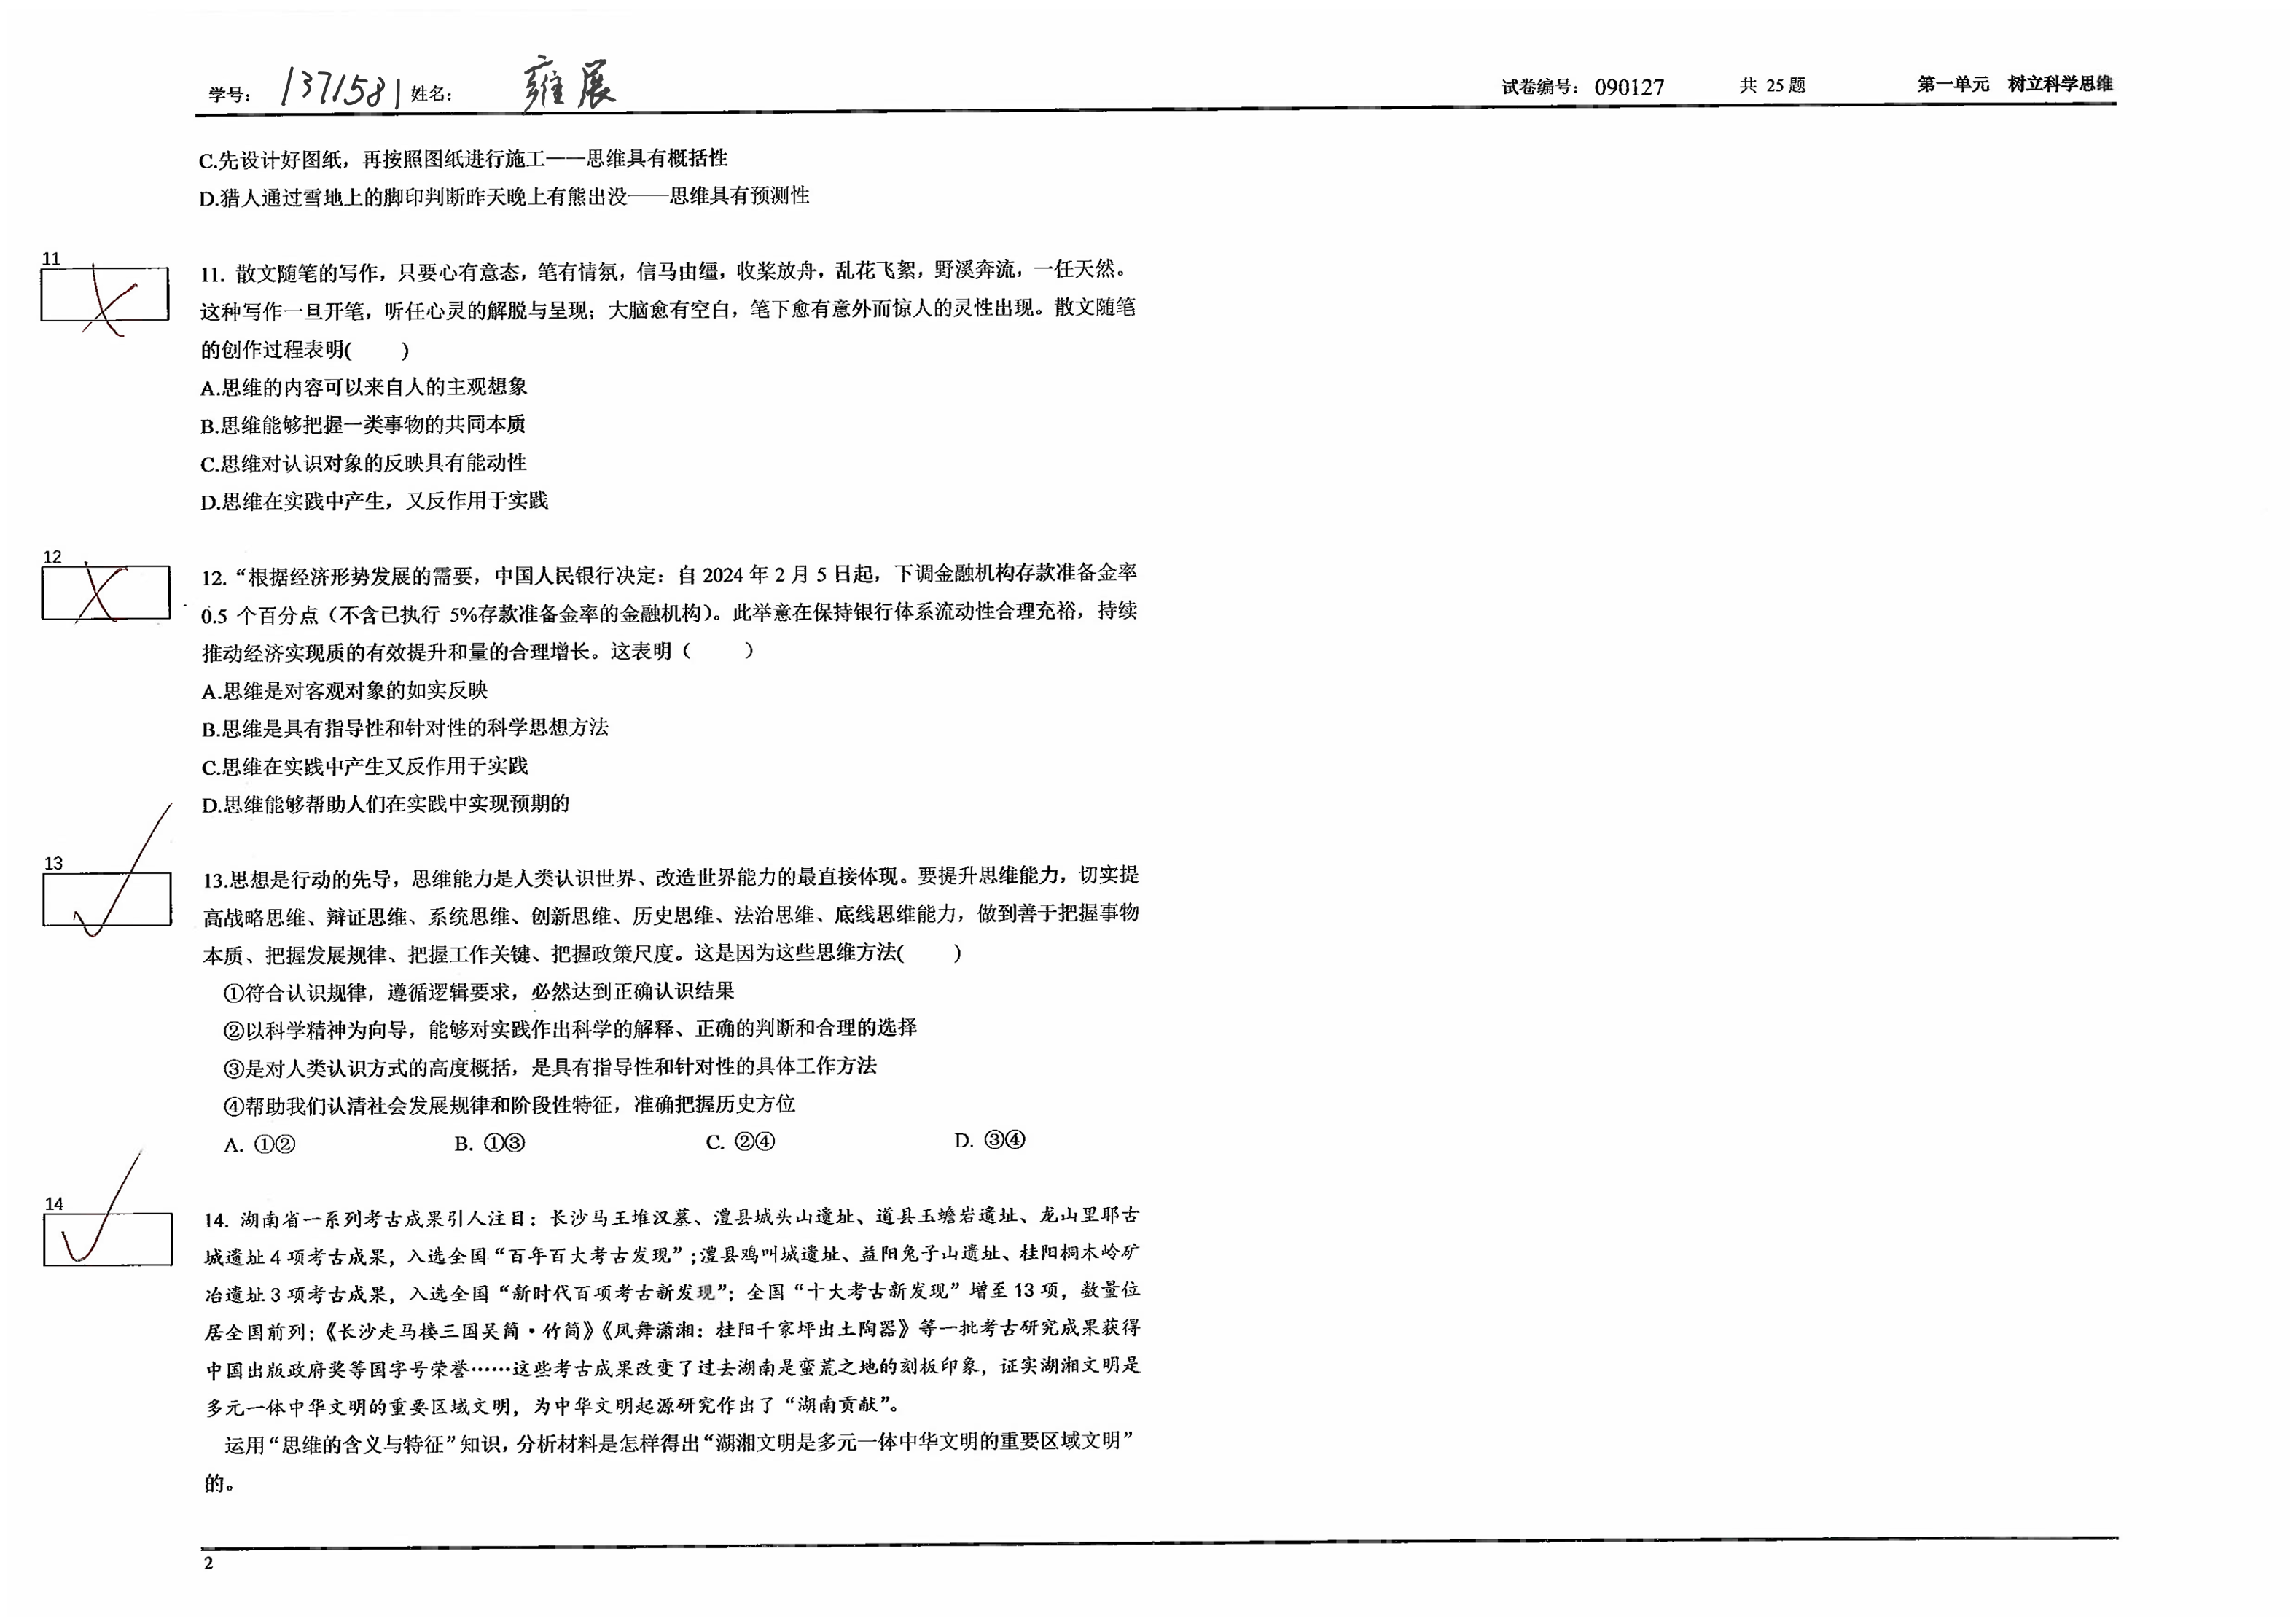 学号: 1371581 姓名: 雍展 试卷编号: 090127 共 25 题 第一单元 树立科学思维
C.先设计好图纸，再按照图纸进行施工——思维具有概括性
D.猎人通过雪地上的脚印判断昨天晚上有熊出没——思维具有预测性
11
11. 散文随笔的写作，只要心有意态，笔有情氛，信马由缰，收桨放舟，乱花飞絮，野溪奔流，一任天然。
这种写作一旦开笔，听任心灵的解脱与呈现；大脑愈有空白，笔下愈有意外而惊人的灵性出现。散文随笔
的创作过程表明( )
A.思维的内容可以来自人的主观想象
B.思维能够把握一类事物的共同本质
C.思维对认识对象的反映具有能动性
D.思维在实践中产生，又反作用于实践
12
12. “根据经济形势发展的需要，中国人民银行决定：自 2024 年 2 月 5 日起，下调金融机构存款准备金率
0.5 个百分点（不含已执行 5%存款准备金率的金融机构）。此举意在保持银行体系流动性合理充裕，持续
推动经济实现质的有效提升和量的合理增长。这表明（ ）
A.思维是对客观对象的如实反映
B.思维是具有指导性和针对性的科学思想方法
C.思维在实践中产生又反作用于实践
D.思维能够帮助人们在实践中实现预期的
13
13.思想是行动的先导，思维能力是人类认识世界、改造世界能力的最直接体现。要提升思维能力，切实提
高战略思维、辩证思维、系统思维、创新思维、历史思维、法治思维、底线思维能力，做到善于把握事物
本质、把握发展规律、把握工作关键、把握政策尺度。这是因为这些思维方法( )
①符合认识规律，遵循逻辑要求，必然达到正确认识结果
②以科学精神为向导，能够对实践作出科学的解释、正确的判断和合理的选择
③是对人类认识方式的高度概括，是具有指导性和针对性的具体工作方法
④帮助我们认清社会发展规律和阶段性特征，准确把握历史方位
A. ①② B. ①③ C. ②④ D. ③④
14
14. 湖南省一系列考古成果引人注目：长沙马王堆汉墓、澧县城头山遗址、道县玉蟾岩遗址、龙山里耶古
城遗址 4 项考古成果，入选全国“百年百大考古发现”；澧县鸡叫城遗址、益阳兔子山遗址、桂阳桐木岭矿
冶遗址 3 项考古成果，入选全国“新时代百项考古新发现”；全国“十大考古新发现”增至 13 项，数量位
居全国前列；《长沙走马楼三国吴简·竹简》《凤舞潇湘：桂阳千家坪出土陶器》等一批考古研究成果获得
中国出版政府奖等国字号荣誉……这些考古成果改变了过去湖南是蛮荒之地的刻板印象，证实湖湘文明是
多元一体中华文明的重要区域文明，为中华文明起源研究作出了“湖南贡献”。
运用“思维的含义与特征”知识，分析材料是怎样得出“湖湘文明是多元一体中华文明的重要区域文明”
的。
2